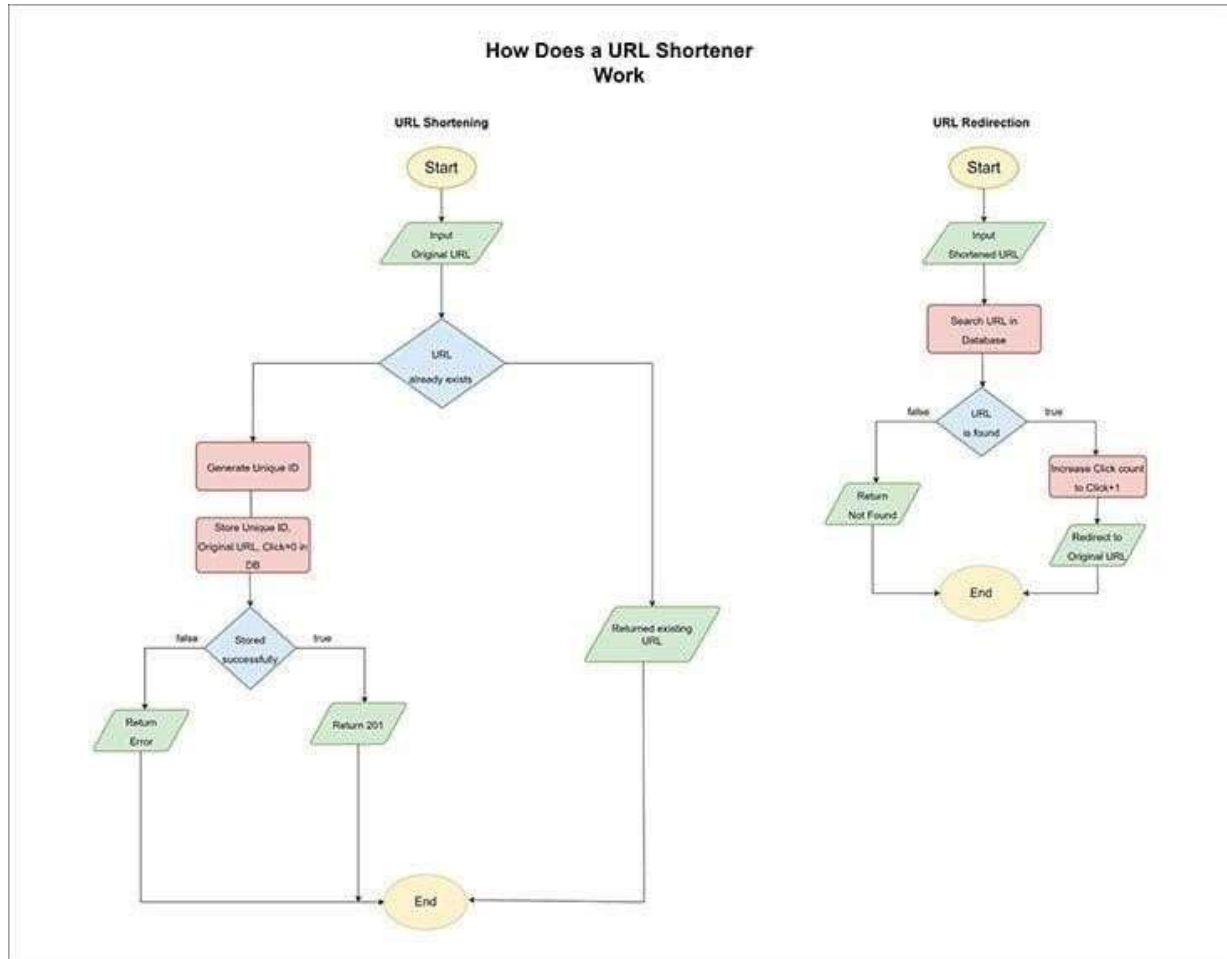 How Does a URL Shortener
Work
URL Shortening
Start
Input
Original URL
URL
already exists
Generate Unique ID
Store Unique ID,
Original URL, Click=0 in
DB
Stored
successfully
false
true
Return
Error
Return 201
Returned existing
URL
End
URL Redirection
Start
Input
Shortened URL
Search URL in
Database
URL
is found
false
true
Return
Not Found
Increase Click count
to Click+1
Redirect to
Original URL
End